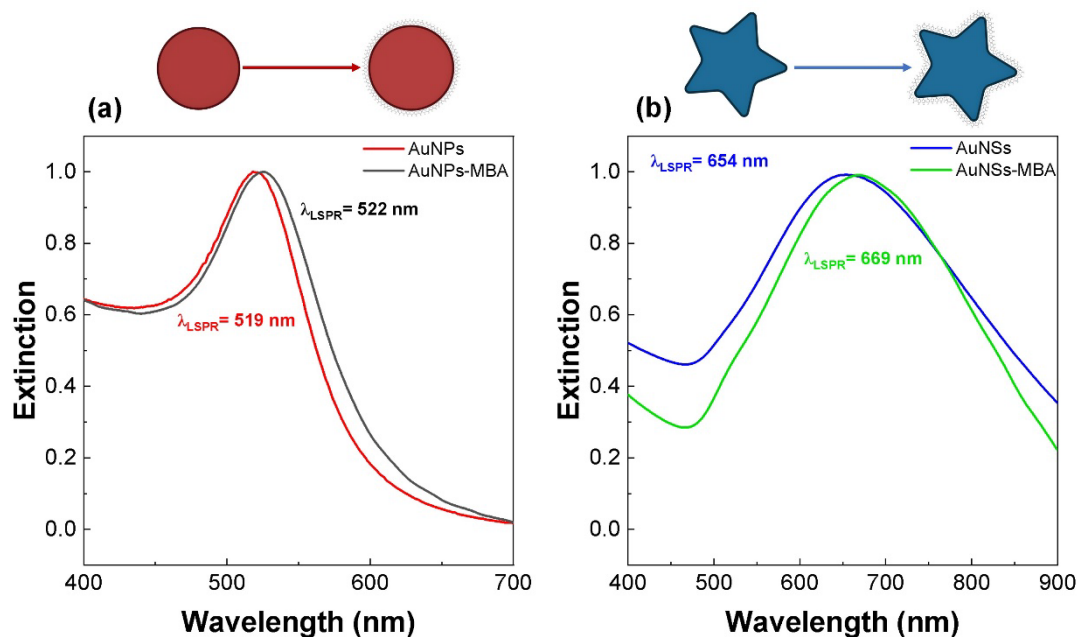 (a)
AuNPs
AuNPs-MBA
λLSPR= 522 nm
λLSPR= 519 nm
1.0
0.8
0.6
0.4
0.2
0.0
Extinction
400
500
600
700
Wavelength (nm)
(b)
AuNSs
AuNSs-MBA
λLSPR= 654 nm
λLSPR= 669 nm
1.0
0.8
0.6
0.4
0.2
0.0
Extinction
400
500
600
700
800
900
Wavelength (nm)